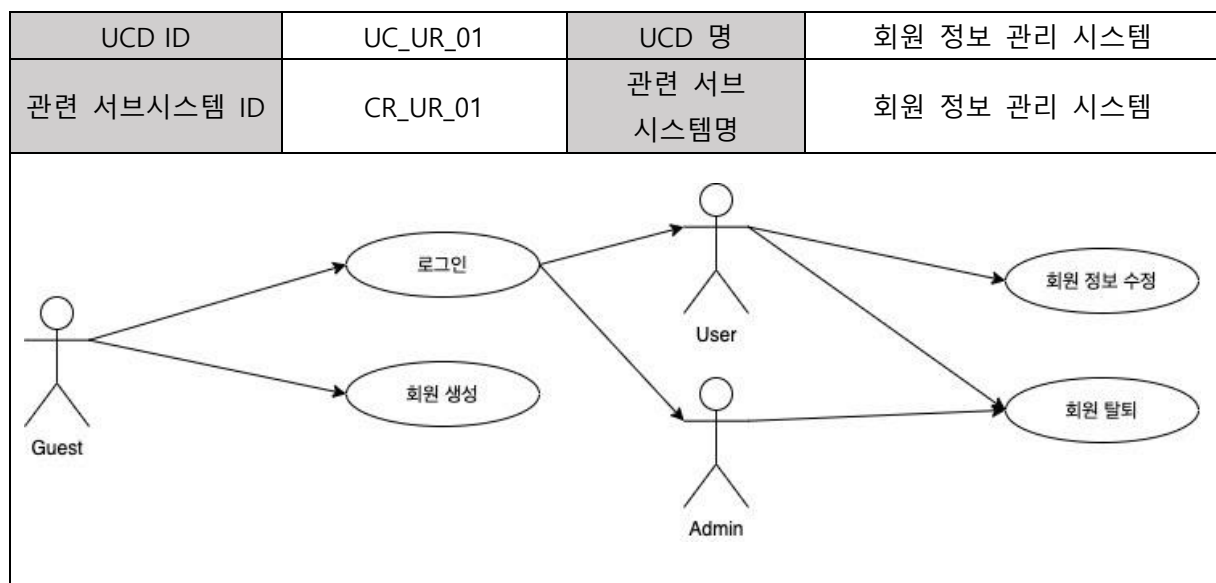 UCD ID UC_UR_01 UCD 명 회원 정보 관리 시스템
관련 서브시스템 ID CR_UR_01 관련 서브
시스템명 회원 정보 관리 시스템
로그인
회원 정보 수정
User
회원 생성
회원 탈퇴
Guest
Admin